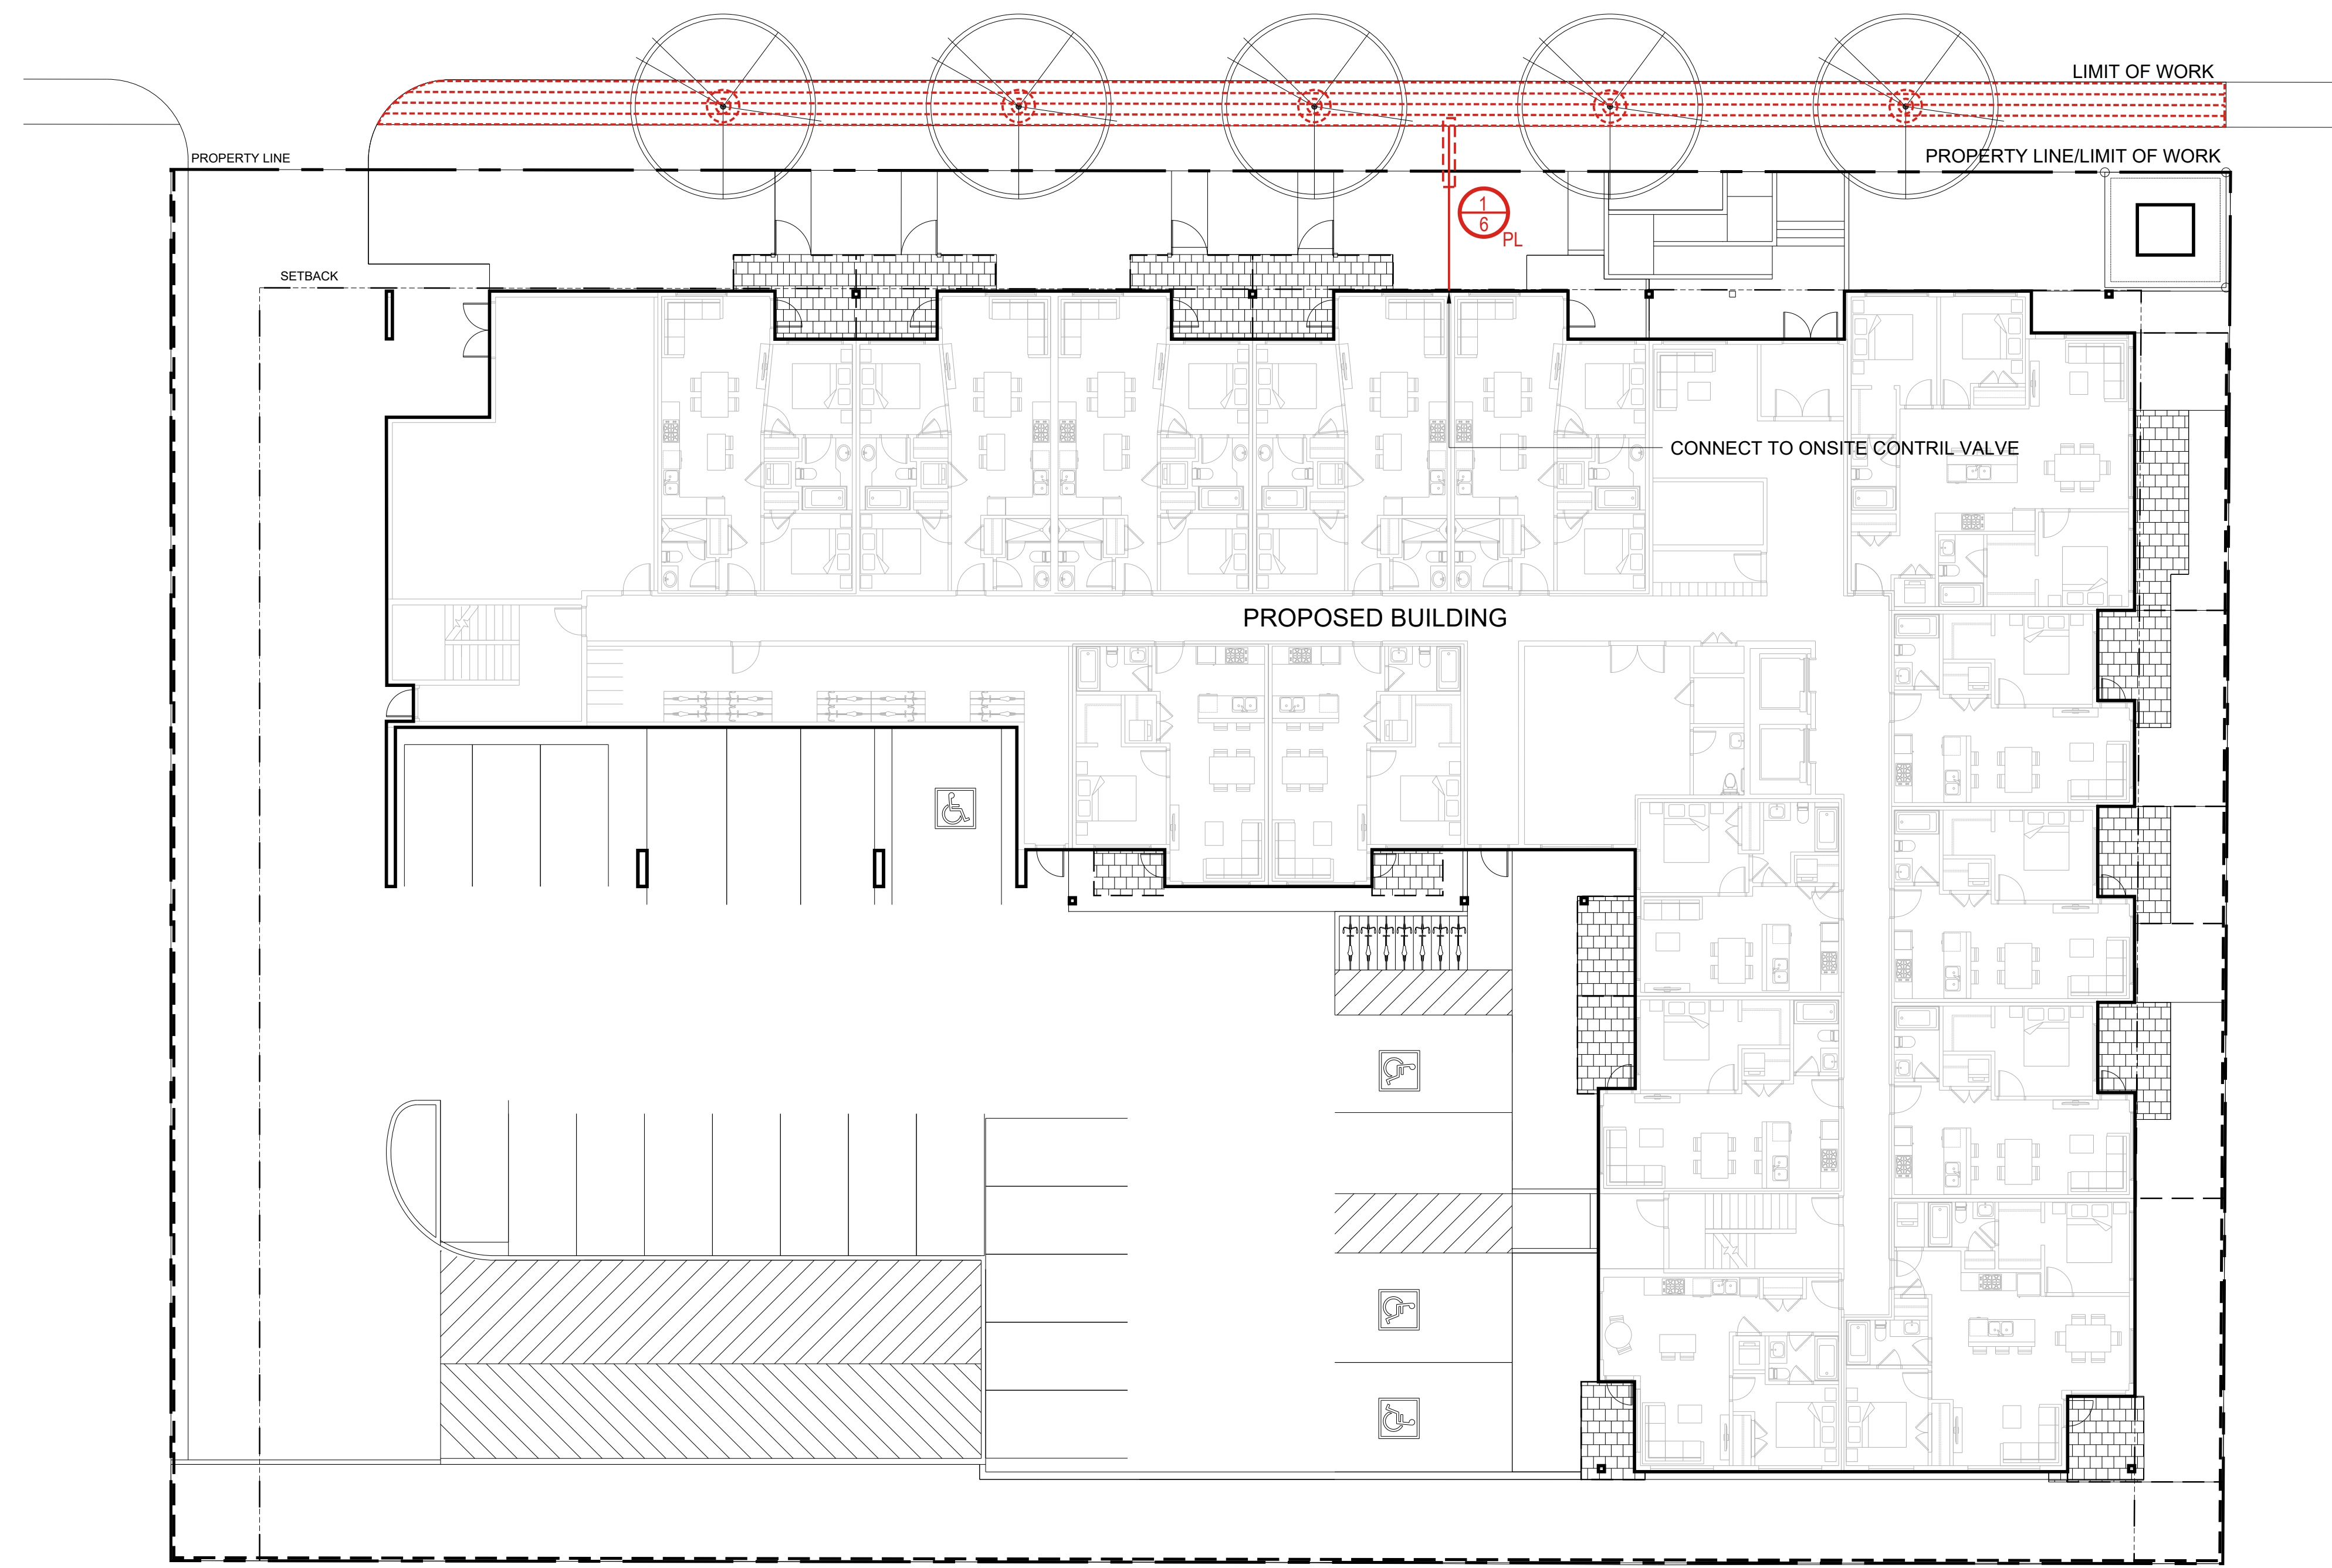 LIMIT OF WORK
PROPERTY LINE
PROPERTY LINE/LIMIT OF WORK
1
6
PL
SETBACK
CONNECT TO ONSITE CONTRIL VALVE
PROPOSED BUILDING